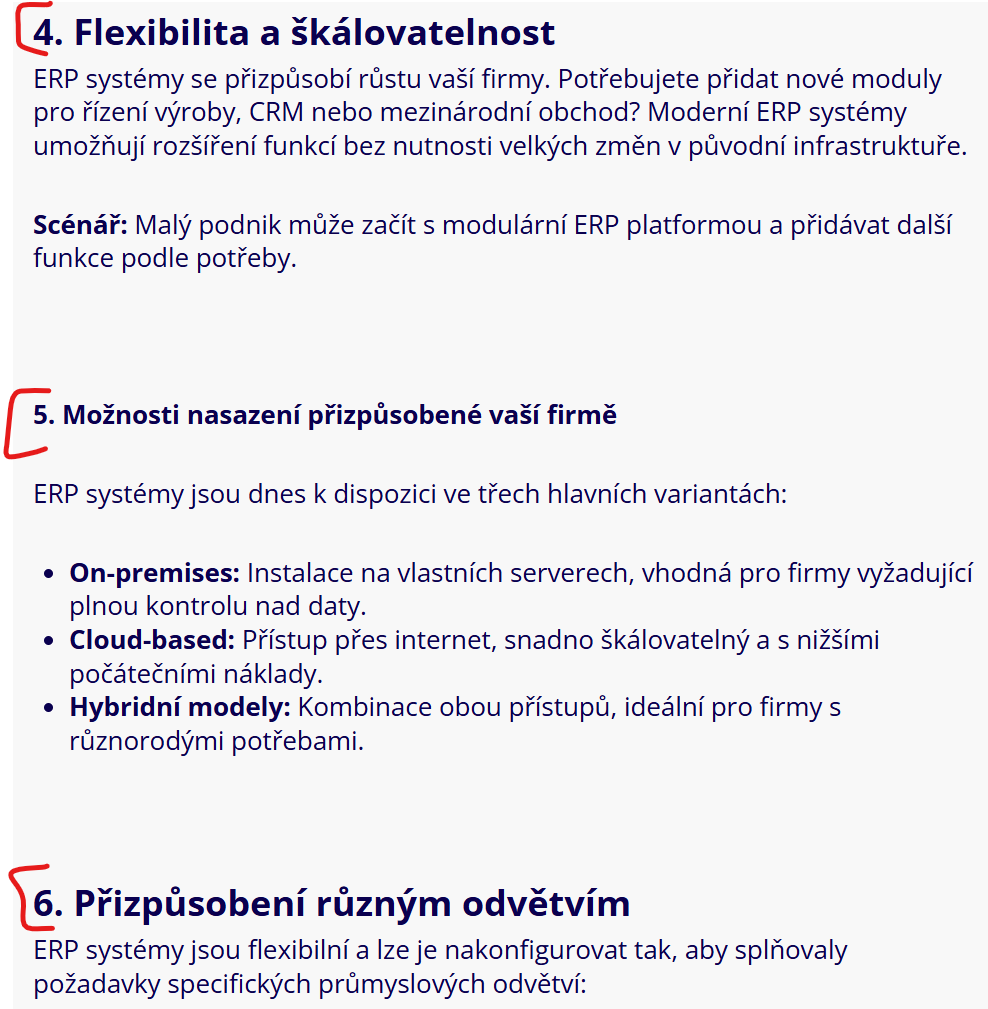 4. Flexibilita a škálovatelnost
ERP systémy se přizpůsobí růstu vaší firmy. Potřebujete přidat nové moduly
pro řízení výroby, CRM nebo mezinárodní obchod? Moderní ERP systémy
umožňují rozšíření funkcí bez nutnosti velkých změn v původní infrastruktuře.
Scénář: Malý podnik může začít s modulární ERP platformou a přidávat další
funkce podle potřeby.
5. Možnosti nasazení přizpůsobené vaší firmě
ERP systémy jsou dnes k dispozici ve třech hlavních variantách:
• On-premises: Instalace na vlastních serverech, vhodná pro firmy vyžadující
plnou kontrolu nad daty.
• Cloud-based: Přístup přes internet, snadno škálovatelný a s nižšími
počátečními náklady.
• Hybridní modely: Kombinace obou přístupů, ideální pro firmy s
různorodými potřebami.
6. Přizpůsobení různým odvětvím
ERP systémy jsou flexibilní a lze je nakonfigurovat tak, aby splňovaly
požadavky specifických průmyslových odvětví: